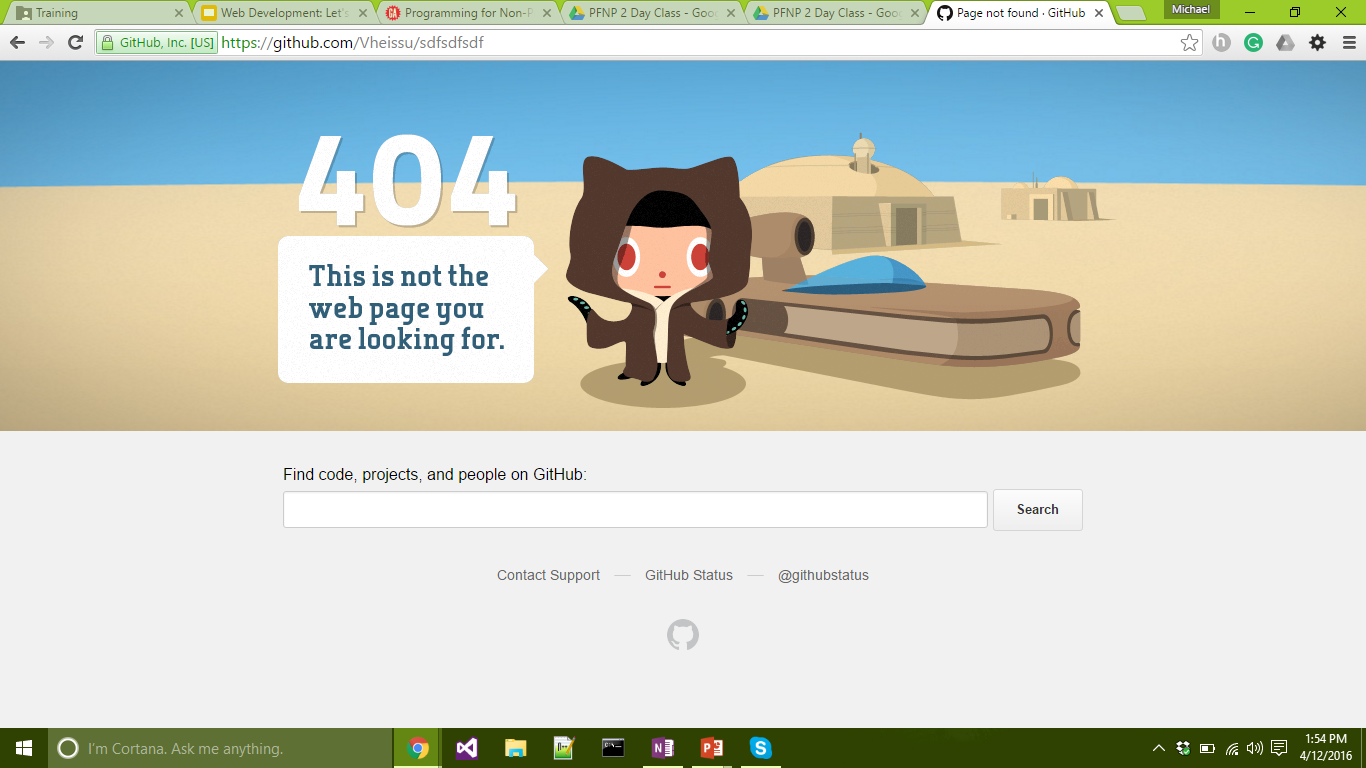 Training
Web Development: Let's
Programming for Non-P
PFNP 2 Day Class - Goo
PFNP 2 Day Class - Goo
Page not found · GitHub
Michael
GitHub, Inc. [US]
https://github.com/Vheissu/sdfsdfsdf
404
This is not the
web page you
are looking for.
Find code, projects, and people on GitHub:
Search
Contact Support
GitHub Status
@githubstatus
I'm Cortana. Ask me anything.
1:54 PM
4/12/2016